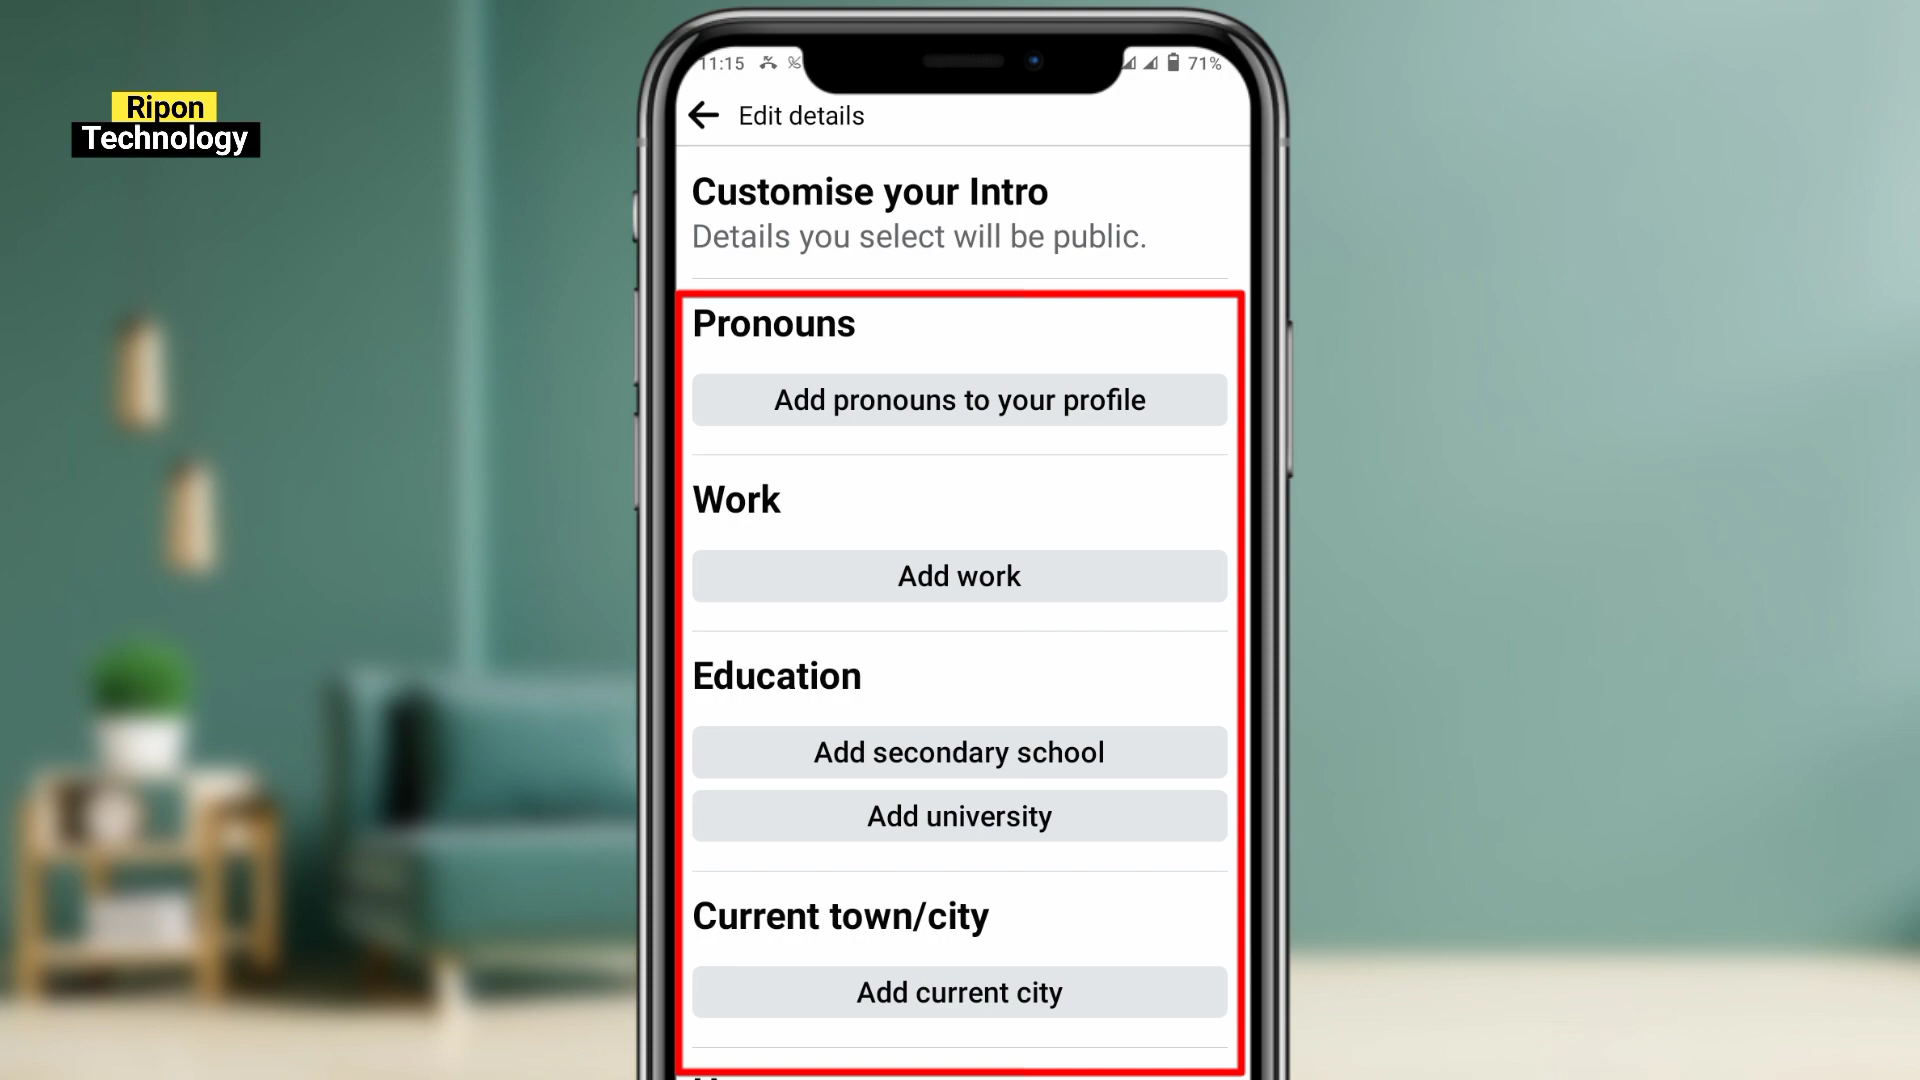 Ripon
Technology
11:15
71%
Edit details
Customise your Intro
Details you select will be public.
Pronouns
Add pronouns to your profile
Work
Add work
Education
Add secondary school
Add university
Current town/city
Add current city